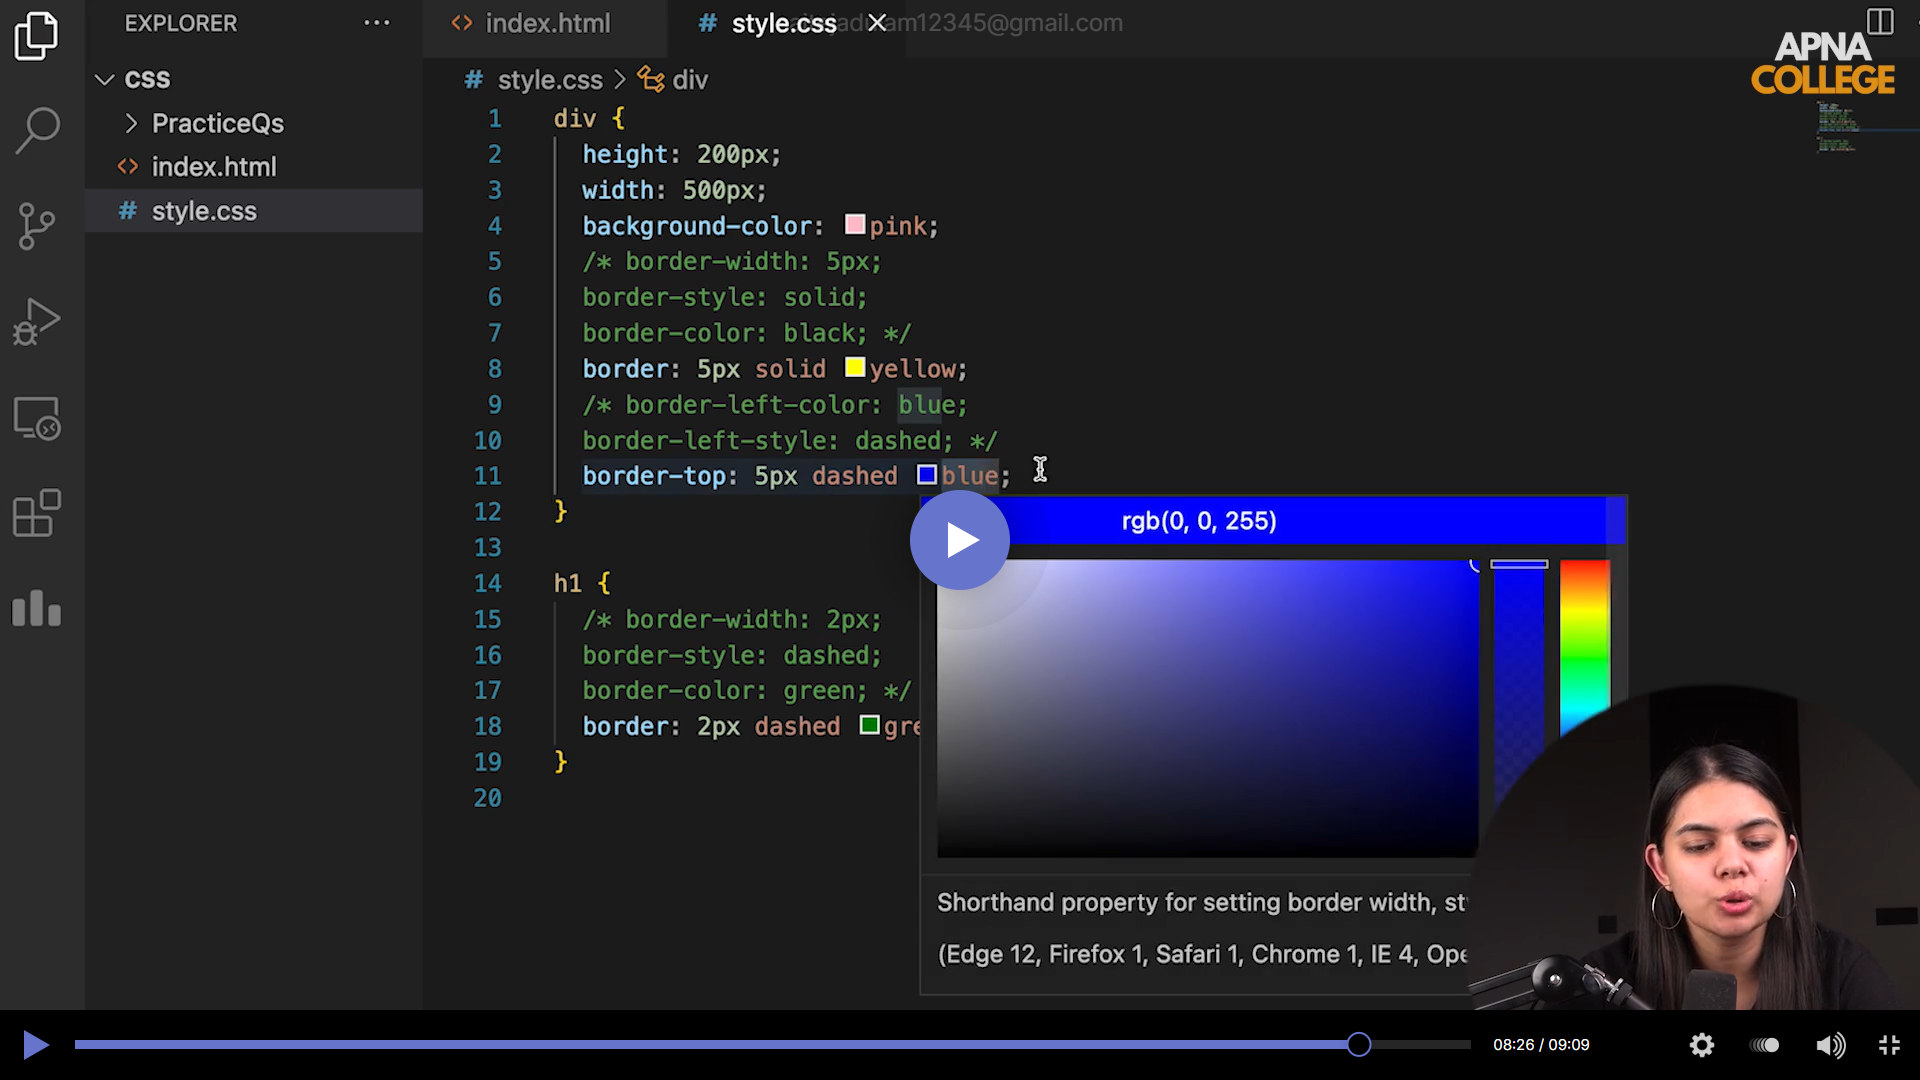 EXPLORER
index.html
style.css
12345@gmail.com
APNA
COLLEGE
css
PracticeQs
index.html
style.css
style.css > div
1 div {
2 height: 200px;
3 width: 500px;
4 background-color: pink;
5 /* border-width: 5px;
6 border-style: solid;
7 border-color: black; */
8 border: 5px solid yellow;
9 /* border-left-color: blue;
10 border-left-style: dashed; */
11 border-top: 5px dashed blue;
12 }
13
14 h1 {
15 /* border-width: 2px;
16 border-style: dashed;
17 border-color: green; */
18 border: 2px dashed gre
19 }
20
rgb(0, 0, 255)
Shorthand property for setting border width, st
(Edge 12, Firefox 1, Safari 1, Chrome 1, IE 4, Ope
08:26 / 09:09